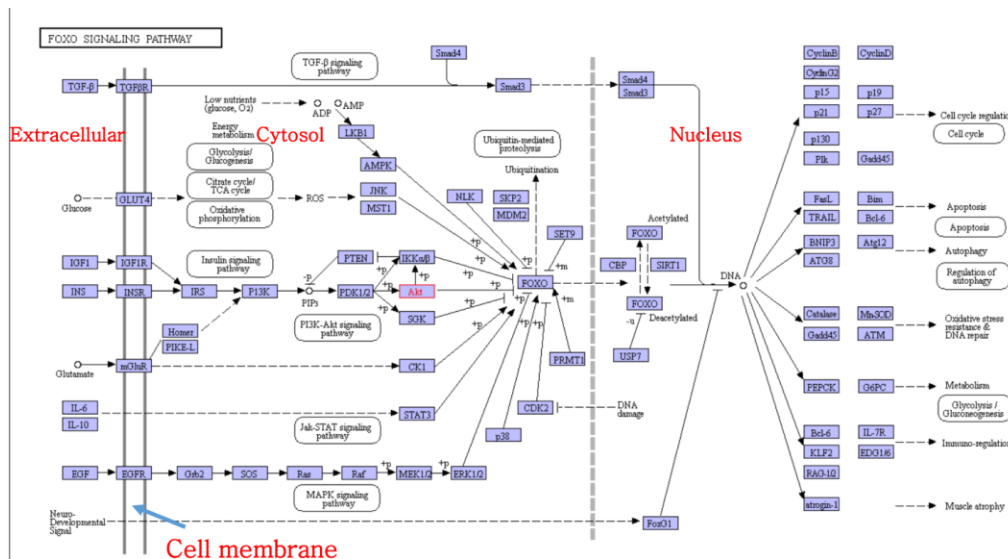 FOXO SIGNALING PATHWAY
TGF-β
TGFβR
TGF-β signaling
pathway
Smad4
Smad3
Smad4
Smad3
Extracellular
Cytosol
Nucleus
Low nutrients
(glucose, O2)
ADP
AMP
Energy
metabolism
LKB1
AMPK
Glycolysis/
Glucogenesis
Citrate cycle/
TCA cycle
Oxidative
phosphorylation
Glucose
GLUT4
ROS
JNK
MST1
Ubiquitin-mediated
proteolysis
Ubiquitination
NLK
SKP2
MDM2
SET9
+p
+p
+p
+m
Acetylated
FOXO
CBP
SIRT1
FOXO
Deacetylated
-u
USP7
IGF1
IGF1R
Insulin signaling
pathway
INS
INSR
IRS
P13K
-p
PIP3
PTEN
IKKα/β
+p
+p
+p
PDK1/2
Akt
+p
+p
SGK
+p
PI3K-Akt signaling
pathway
FOXO
+p
+p
+p
+m
PRMT1
Homer
PIKE-L
Glutamate
mGluR
CK1
IL-6
IL-10
STAT3
Jak-STAT signaling
pathway
p38
CDK2
DNA
damage
EGF
EGFR
Grb2
SOS
Ras
Raf
+p
MEK1/2
+p
ERK1/2
MAPK signaling
pathway
Neuro-
Developmental
Signal
FoxG1
Cell membrane
DNA
CyclinB
CyclinD
CyclinG2
p15
p19
p21
p27
p130
Plk
Gadd45
Cell cycle regulatio
Cell cycle
FasL
Bim
TRAIL
Bcl-6
Apoptosis
Apoptosis
BNIP3
Atg12
ATG8
Autophagy
Regulation of
autophagy
Catalase
MnSOD
Gadd45
ATM
Oxidative stress
resistance &
DNA repair
PEPCK
G6PC
Metabolism
Glycolysis /
Gluconeogenesis
Bcl-6
IL-7R
KLF2
EDG1/6
RAG-1/2
Immuno-regulation
atrogin-1
Muscle atrophy